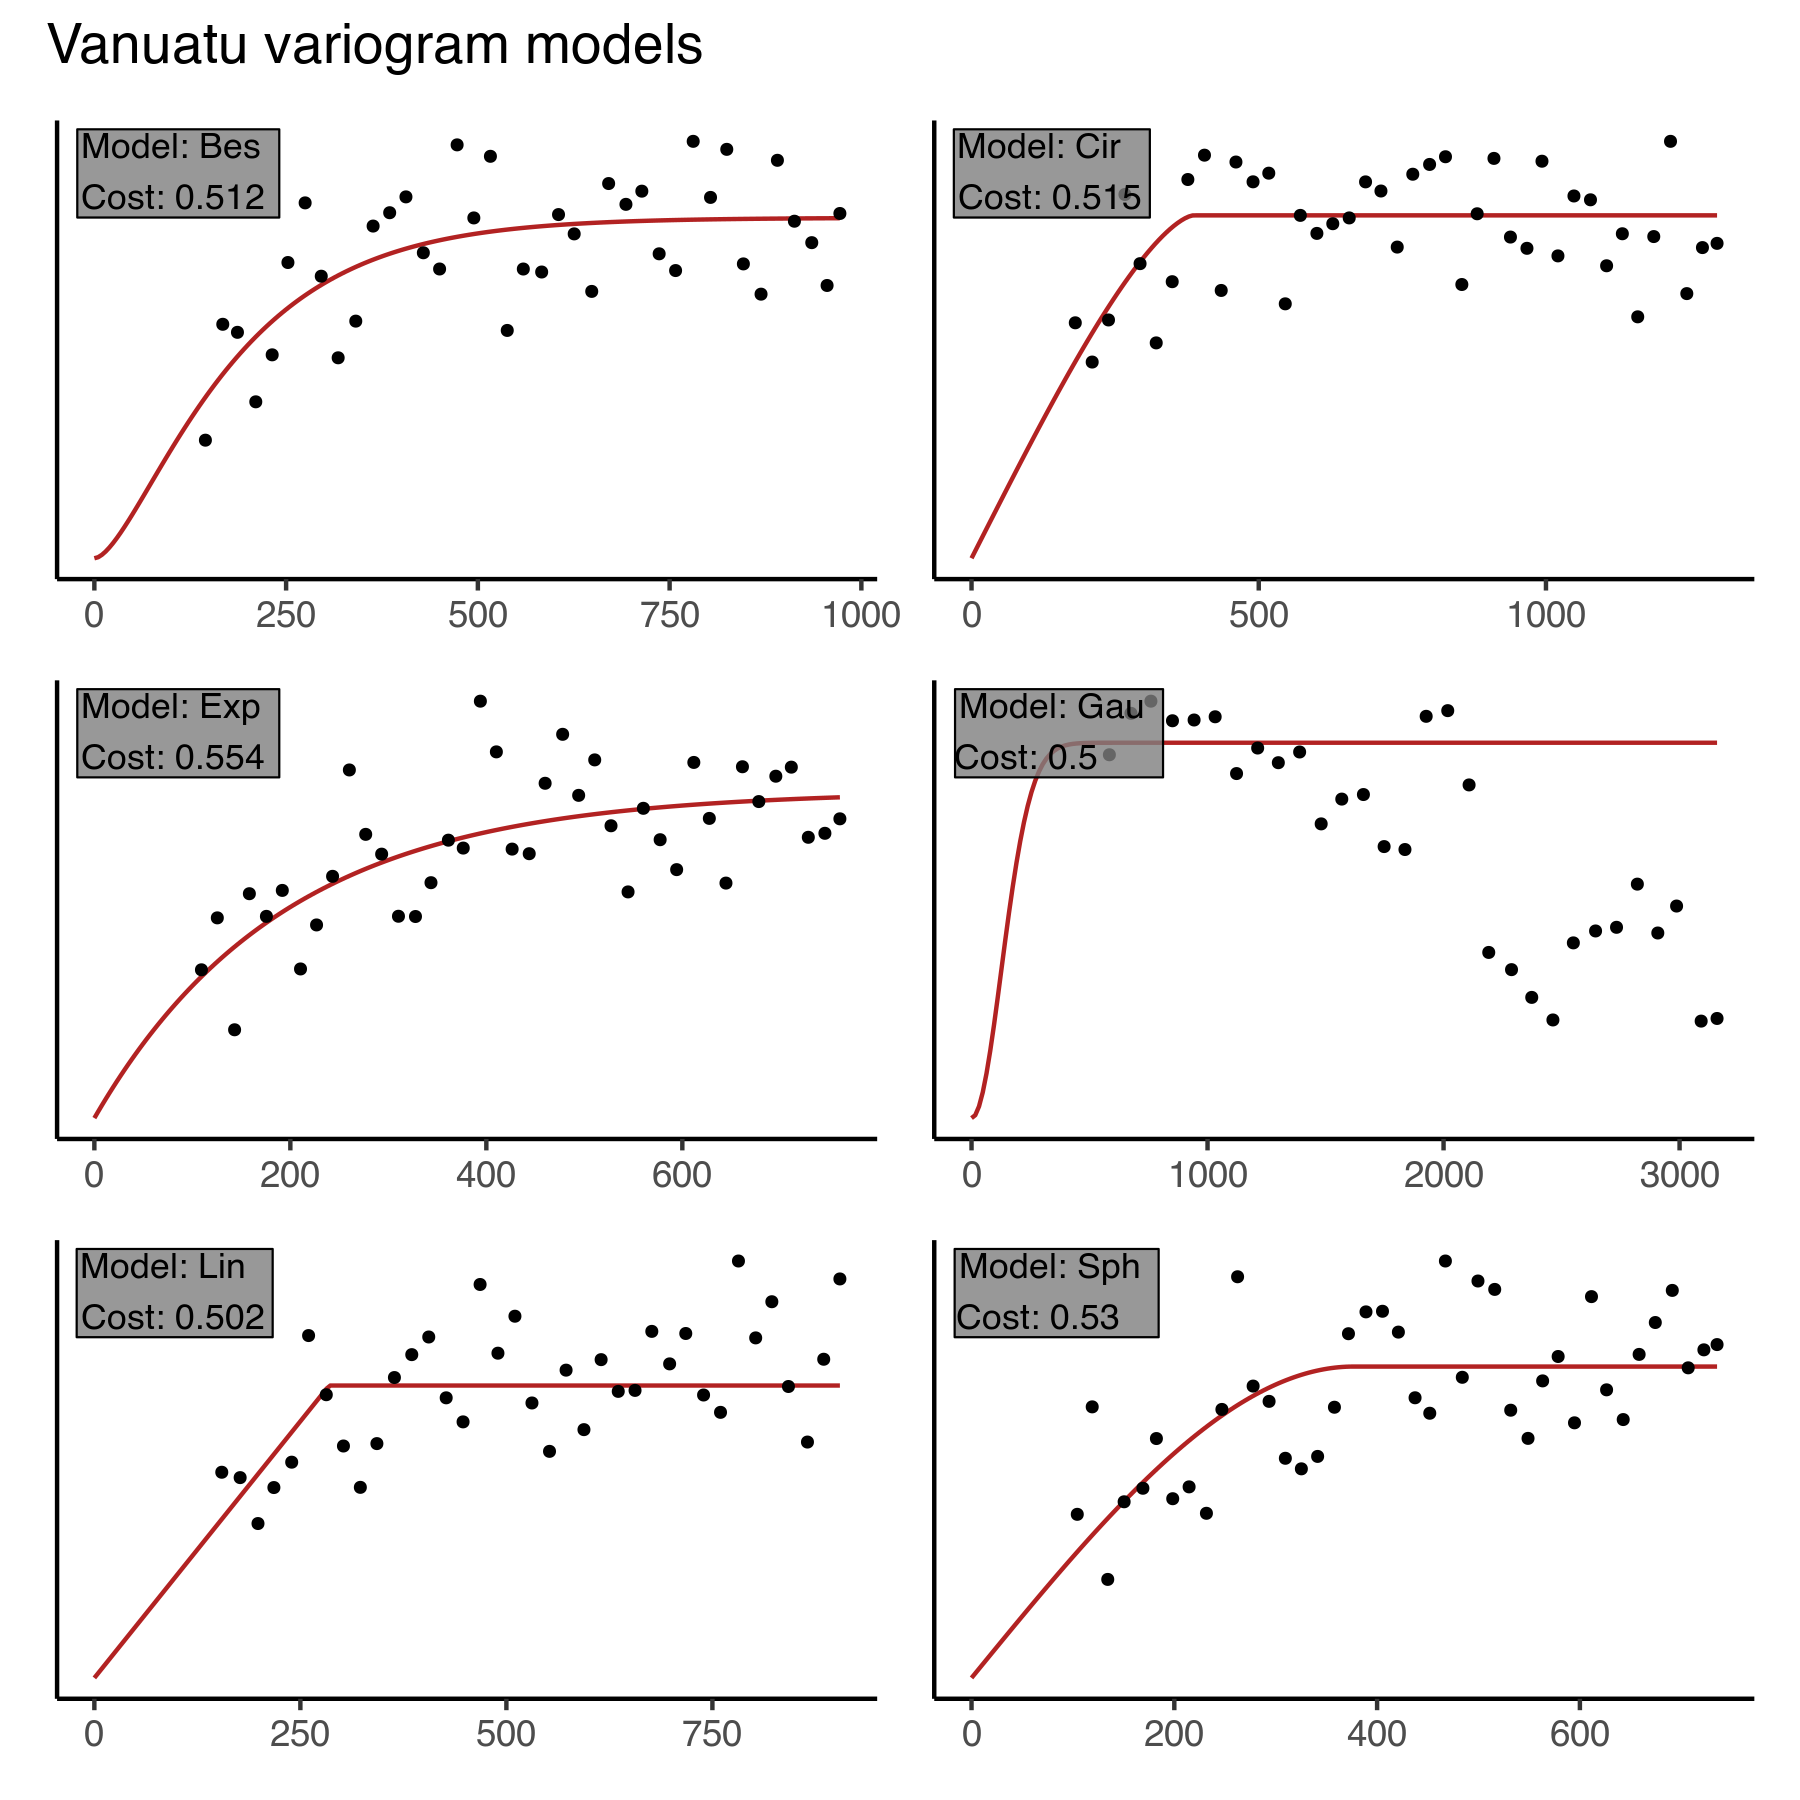 Vanuatu variogram models
Model: Bes
Cost: 0.512
0 250 500 750 1000
Model: Cir
Cost: 0.515
0 500 1000
Model: Exp
Cost: 0.554
0 200 400 600
Model: Gau
Cost: 0.5
0 1000 2000 3000
Model: Lin
Cost: 0.502
0 250 500 750
Model: Sph
Cost: 0.53
0 200 400 600